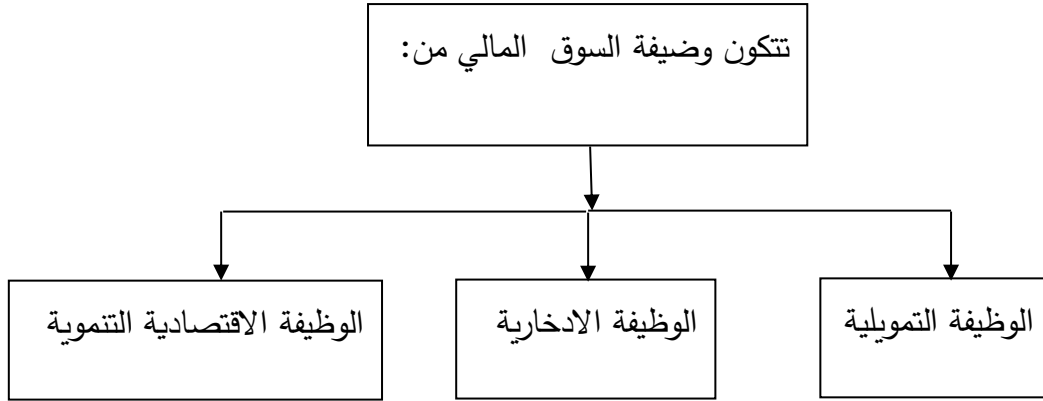 تتكون وضيفة السوق المالي من:
الوظيفة التمويلية
الوظيفة الادخارية
الوظيفة الاقتصادية التنموية